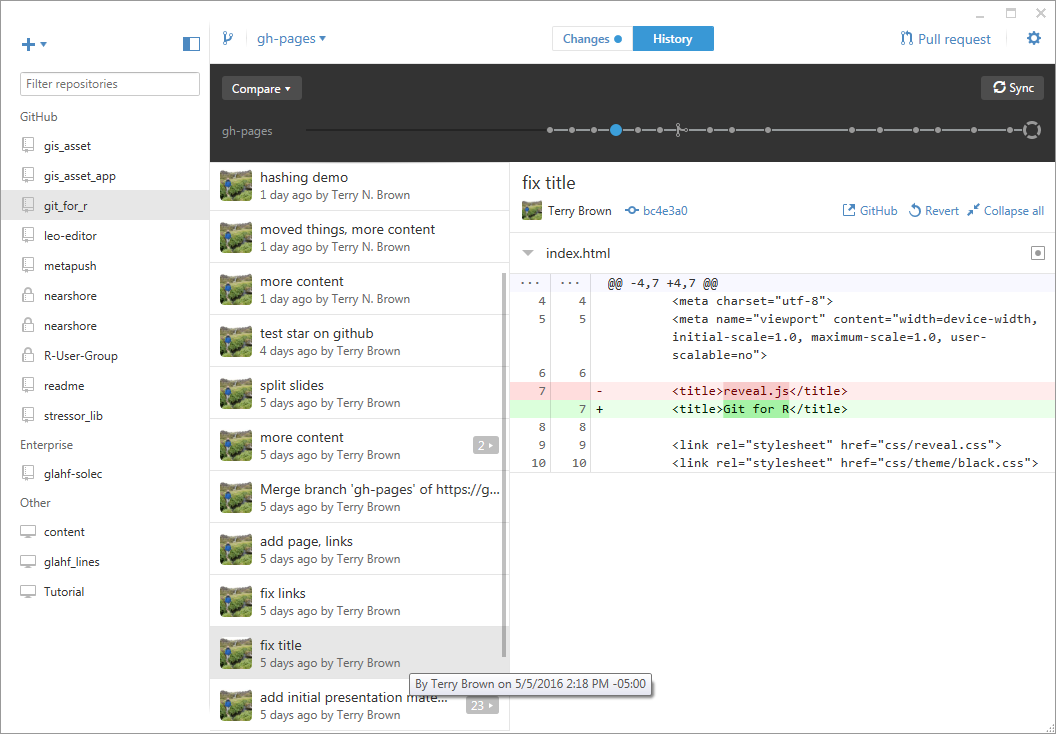 gh-pages
Changes
History
Pull request
Filter repositories
GitHub
gis_asset
gis_asset_app
git_for_r
leo-editor
metapush
nearshore
nearshore
R-User-Group
readme
stressor_lib
Enterprise
glahf-solec
Other
content
glahf_lines
Tutorial
Compare
Sync
gh-pages
hashing demo
1 day ago by Terry N. Brown
moved things, more content
1 day ago by Terry N. Brown
more content
1 day ago by Terry N. Brown
test star on github
4 days ago by Terry Brown
split slides
5 days ago by Terry Brown
more content
5 days ago by Terry Brown
2
Merge branch 'gh-pages' of https://g...
5 days ago by Terry Brown
add page, links
5 days ago by Terry Brown
fix links
5 days ago by Terry Brown
fix title
5 days ago by Terry Brown
By Terry Brown on 5/5/2016 2:18 PM -05:00
add initial presentation mate...
5 days ago by Terry Brown
23
fix title
Terry Brown bc4e3a0 GitHub Revert Collapse all
index.html
... ... @@ -4,7 +4,7 @@
4 4 <meta charset="utf-8">
5 5 <meta name="viewport" content="width=device-width,
initial-scale=1.0, maximum-scale=1.0, user-
scalable=no">
6 6
7 - <title>reveal.js</title>
7 + <title>Git for R</title>
8 8
9 9 <link rel="stylesheet" href="css/reveal.css">
10 10 <link rel="stylesheet" href="css/theme/black.css">